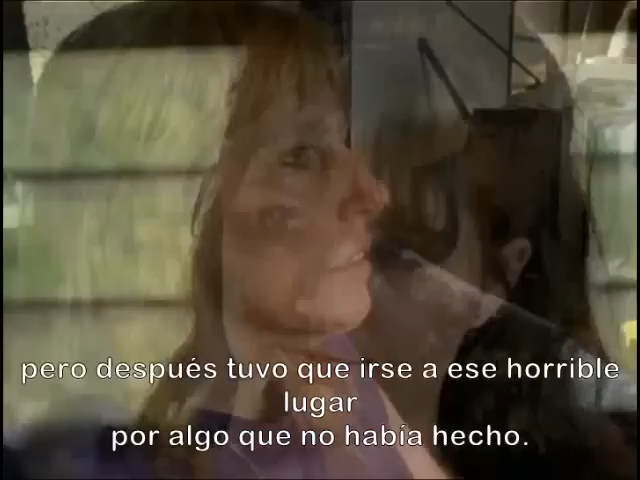 pero después tuvo que irse a ese horrible
lugar
por algo que no había hecho.